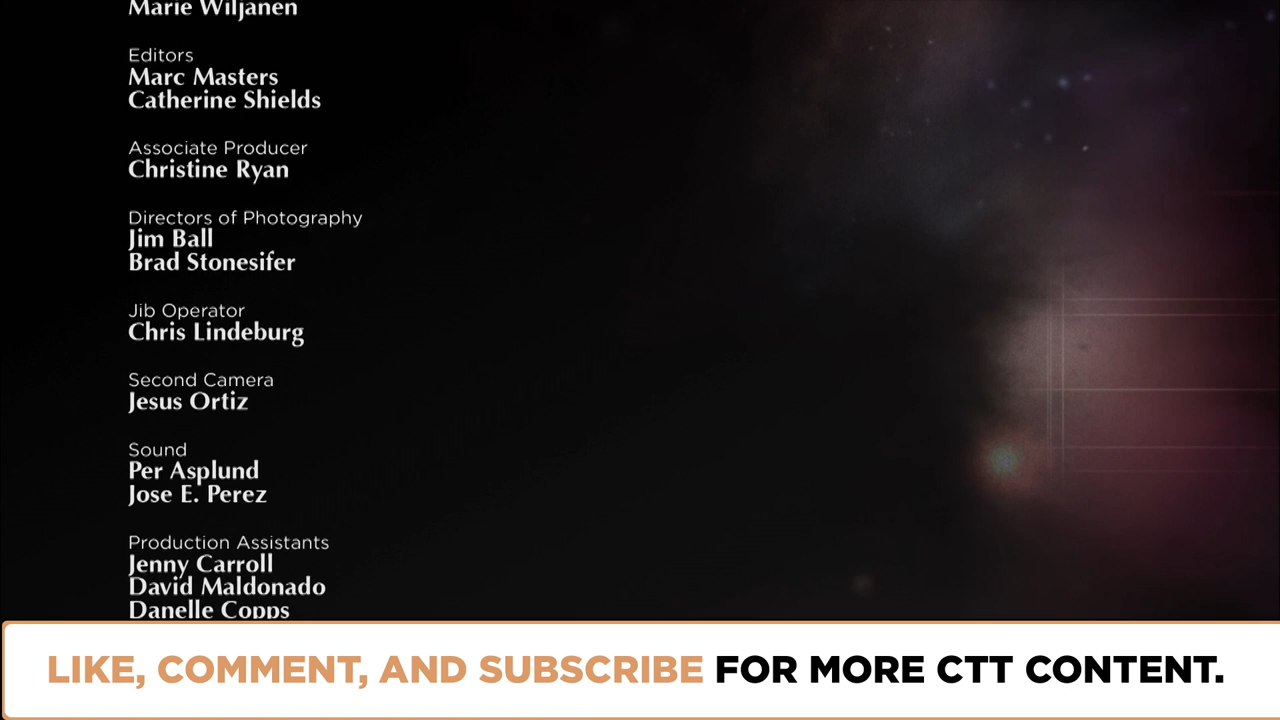 Marie Wiljanen
Editors
Marc Masters
Catherine Shields
Associate Producer
Christine Ryan
Directors of Photography
Jim Ball
Brad Stonesifer
Jib Operator
Chris Lindeburg
Second Camera
Jesus Ortiz
Sound
Per Asplund
Jose E. Perez
Production Assistants
Jenny Carroll
David Maldonado
Danelle Copps
LIKE, COMMENT, AND SUBSCRIBE FOR MORE CTT CONTENT.